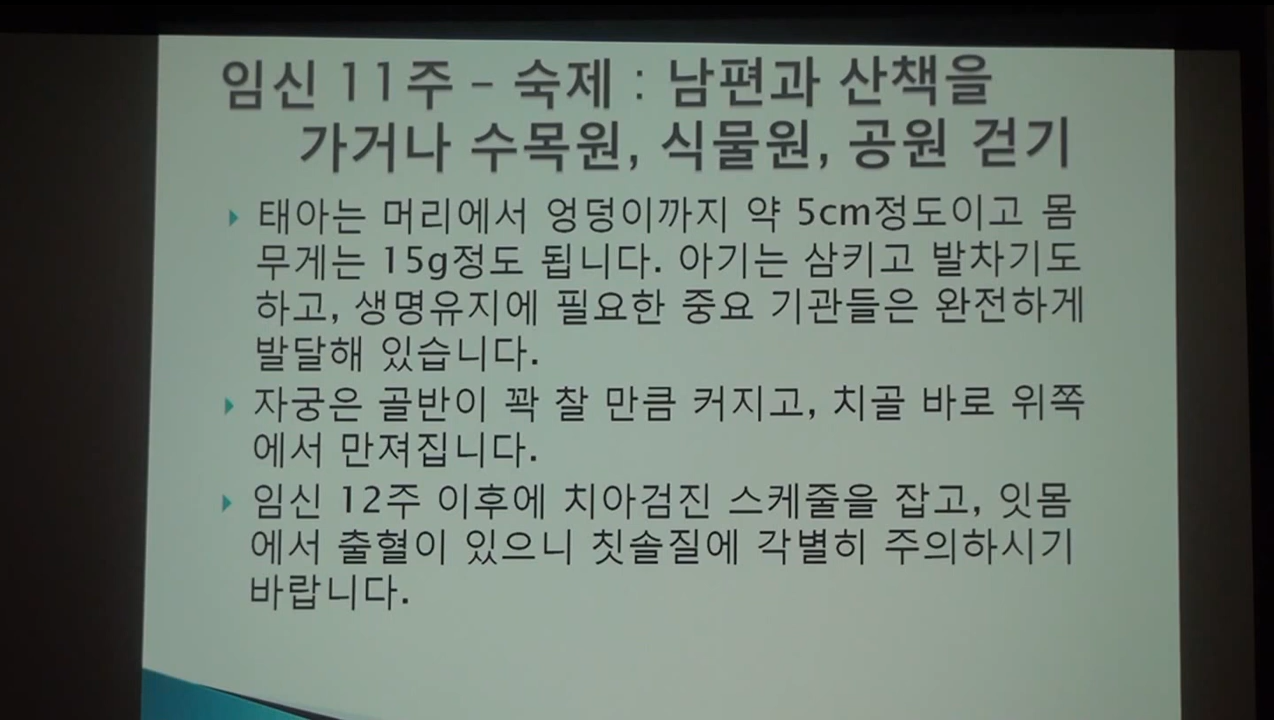 임신 11주 – 숙제 : 남편과 산책을
가거나 수목원, 식물원, 공원 걷기
태아는 머리에서 엉덩이까지 약 5cm정도이고 몸
무게는 15g정도 됩니다. 아기는 삼키고 발차기도
하고, 생명유지에 필요한 중요 기관들은 완전하게
발달해 있습니다.
자궁은 골반이 꽉 찰 만큼 커지고, 치골 바로 위쪽
에서 만져집니다.
임신 12주 이후에 치아검진 스케줄을 잡고, 잇몸
에서 출혈이 있으니 칫솔질에 각별히 주의하시기
바랍니다.